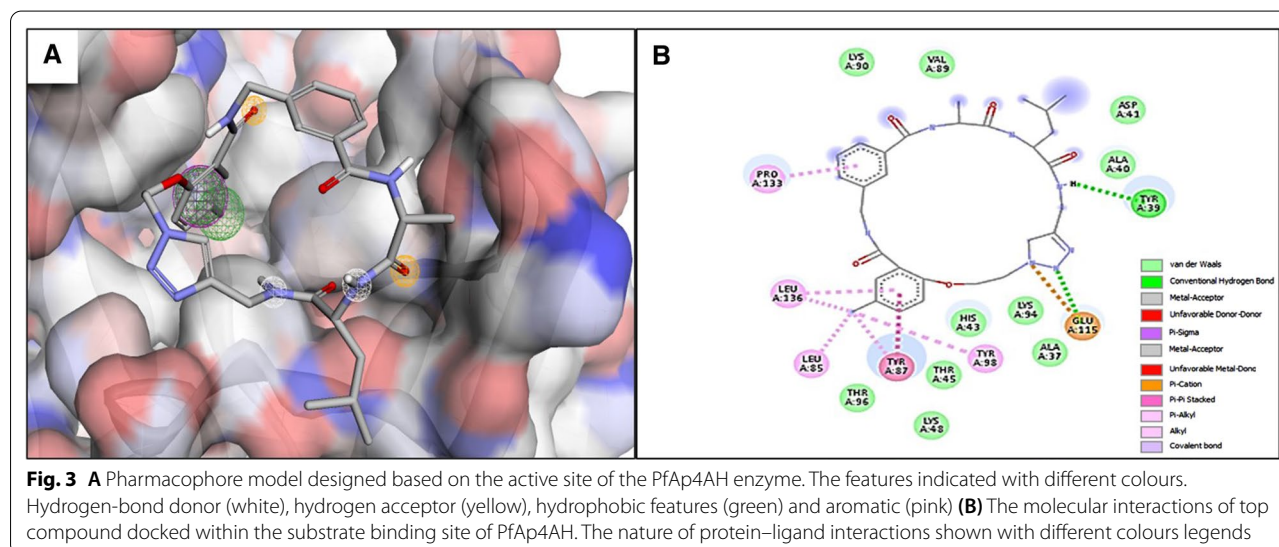 A
B
LYS
A:90
VAL
A:89
ASP
A:41
ALA
A:40
PRO
A:133
H
TYR
A:39
LEU
A:136
HIS
A:43
LYS
A:94
GLU
A:115
LEU
A:85
TYR
A:87
THR
A:45
TYR
A:98
ALA
A:37
THR
A:96
LYS
A:48
van der Waals
Conventional Hydrogen Bond
Metal-Acceptor
Unfavorable Donor-Donor
Pi-Sigma
Metal-Acceptor
Unfavorable Metal-Donc
Pi-Cation
Pi-Pi Stacked
Pi-Alkyl
Alkyl
Covalent bond
Fig. 3 A Pharmacophore model designed based on the active site of the PfAp4AH enzyme. The features indicated with different colours.
Hydrogen-bond donor (white), hydrogen acceptor (yellow), hydrophobic features (green) and aromatic (pink) (B) The molecular interactions of top
compound docked within the substrate binding site of PfAp4AH. The nature of protein–ligand interactions shown with different colours legends